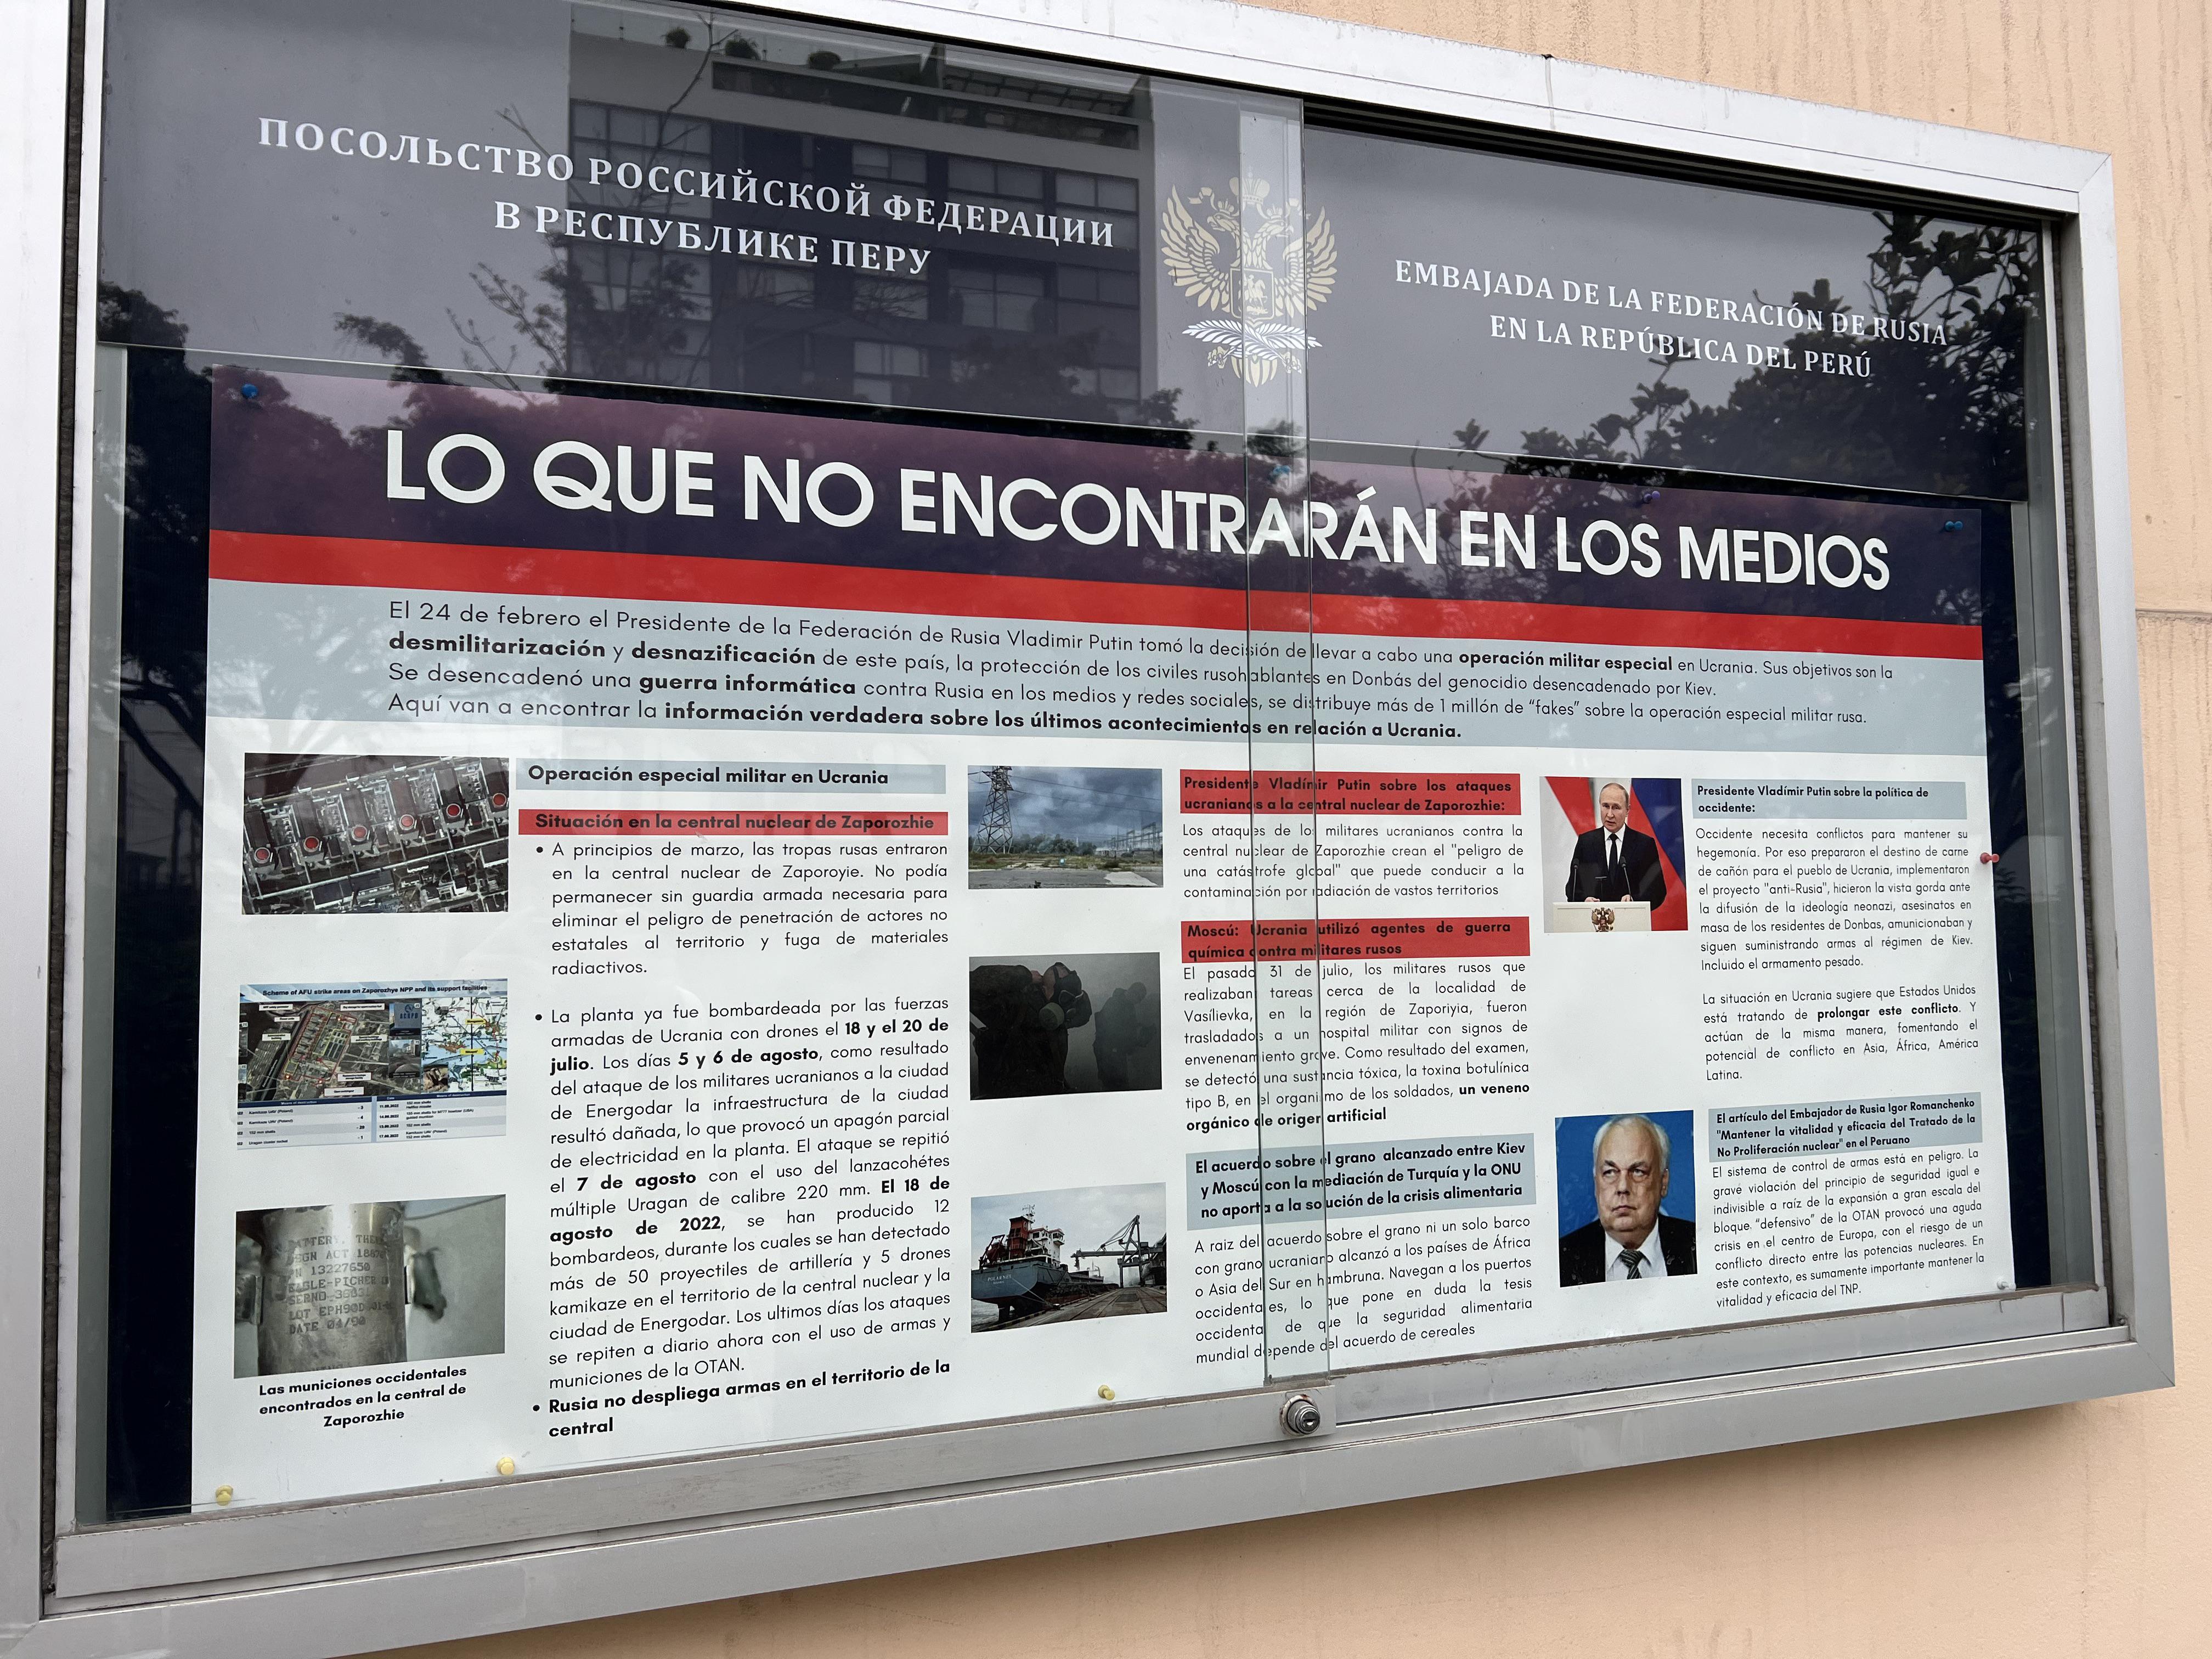 ПОСОЛЬСТВО РОССИЙСКОЙ ФЕДЕРАЦИИ
В РЕСПУБЛИКЕ ПЕРУ
EMBAJADA DE LA FEDERACIÓN DE RUSIA
EN LA REPÚBLICA DEL PERÚ
LO QUE NO ENCONTRARÁN EN LOS MEDIOS
El 24 de febrero el Presidente de la Federación de Rusia Vladimir Putin tomó la decisión de llevar a cabo una operación militar especial en Ucrania. Sus objetivos son la
desmilitarización y desnazificación de este país, la protección de los civiles rusohablantes en Donbás del genocidio desencadenado por Kiev.
Se desencadenó una guerra informática contra Rusia en los medios y redes sociales, se distribuye más de 1 millón de "fakes" sobre la operación especial militar rusa.
Aquí van a encontrar la información verdadera sobre los últimos acontecimientos en relación a Ucrania.
Operación especial militar en Ucrania
Situación en la central nuclear de Zaporozhie
• A principios de marzo, las tropas rusas entraron
en la central nuclear de Zaporoyie. No podía
permanecer sin guardia armada necesaria para
eliminar el peligro de penetración de actores no
estatales al territorio y fuga de materiales
radiactivos.
• La planta ya fue bombardeada por las fuerzas
armadas de Ucrania con drones el 18 y el 20 de
julio. Los días 5 y 6 de agosto, como resultado
del ataque de los militares ucranianos a la ciudad
de Energodar la infraestructura de la ciudad
resultó dañada, lo que provocó un apagón parcial
de electricidad en la planta. El ataque se repitió
el 7 de agosto con el uso del lanzacohétes
múltiple Uragan de calibre 220 mm. El 18 de
agosto de 2022, se han producido 12
bombardeos, durante los cuales se han detectado
más de 50 proyectiles de artillería y 5 drones
kamikaze en el territorio de la central nuclear y la
ciudad de Energodar. Los ultimos días los ataques
se repiten a diario ahora con el uso de armas y
municiones de la OTAN.
• Rusia no despliega armas en el territorio de la
central
Scheme of AFU strike areas on Zaporozhye NPP and its support facilities
BATTERY, THE
13227650
EAGLE-PICHER
DATE 04/90
Las municiones occidentales
encontrados en la central de
Zaporozhie
Presidente Vladímir Putin sobre los ataques
ucranianos a la central nuclear de Zaporozhie:
Los ataques de los militares ucranianos contra la
central nuclear de Zaporozhie crean el "peligro de
una catástrofe global" que puede conducir a la
contaminación por radiación de vastos territorios
Moscú: Ucrania utilizó agentes de guerra
química contra militares rusos
El pasado 31 de julio, los militares rusos que
realizaban tareas cerca de la localidad de
Vasílievka, en la región de Zaporiyia, fueron
trasladados a un hospital militar con signos de
envenenamiento grave. Como resultado del examen,
se detectó una sustancia tóxica, la toxina botulínica
tipo B, en el organismo de los soldados, un veneno
orgánico de origen artificial
El acuerdo sobre el grano alcanzado entre Kiev
y Moscú con la mediación de Turquía y la ONU
no aporta a la solución de la crisis alimentaria
A raiz del acuerdo sobre el grano ni un solo barco
con grano ucraniano alcanzó a los países de África
o Asia del Sur en hambruna. Navegan a los puertos
occidentales, lo que pone en duda la tesis
occidental de que la seguridad alimentaria
mundial depende del acuerdo de cereales
Presidente Vladímir Putin sobre la política de
occidente:
Occidente necesita conflictos para mantener su
hegemonía. Por eso prepararon el destino de carne
de cañón para el pueblo de Ucrania, implementaron
el proyecto "anti-Rusia", hicieron la vista gorda ante
la difusión de la ideología neonazi, asesinatos en
masa de los residentes de Donbas, amunicionaban y
siguen suministrando armas al régimen de Kiev.
Incluido el armamento pesado.
La situación en Ucrania sugiere que Estados Unidos
está tratando de prolongar este conflicto. Y
actúan de la misma manera, fomentando el
potencial de conflicto en Asia, África, América
Latina.
El artículo del Embajador de Rusia Igor Romanchenko
"Mantener la vitalidad y eficacia del Tratado de la
No Proliferación nuclear" en el Peruano
El sistema de control de armas está en peligro. La
grave violación del principio de seguridad igual e
indivisible a raíz de la expansión a gran escala del
bloque "defensivo" de la OTAN provocó una aguda
crisis en el centro de Europa, con el riesgo de un
conflicto directo entre las potencias nucleares. En
este contexto, es sumamente importante mantener la
vitalidad y eficacia del TNP.